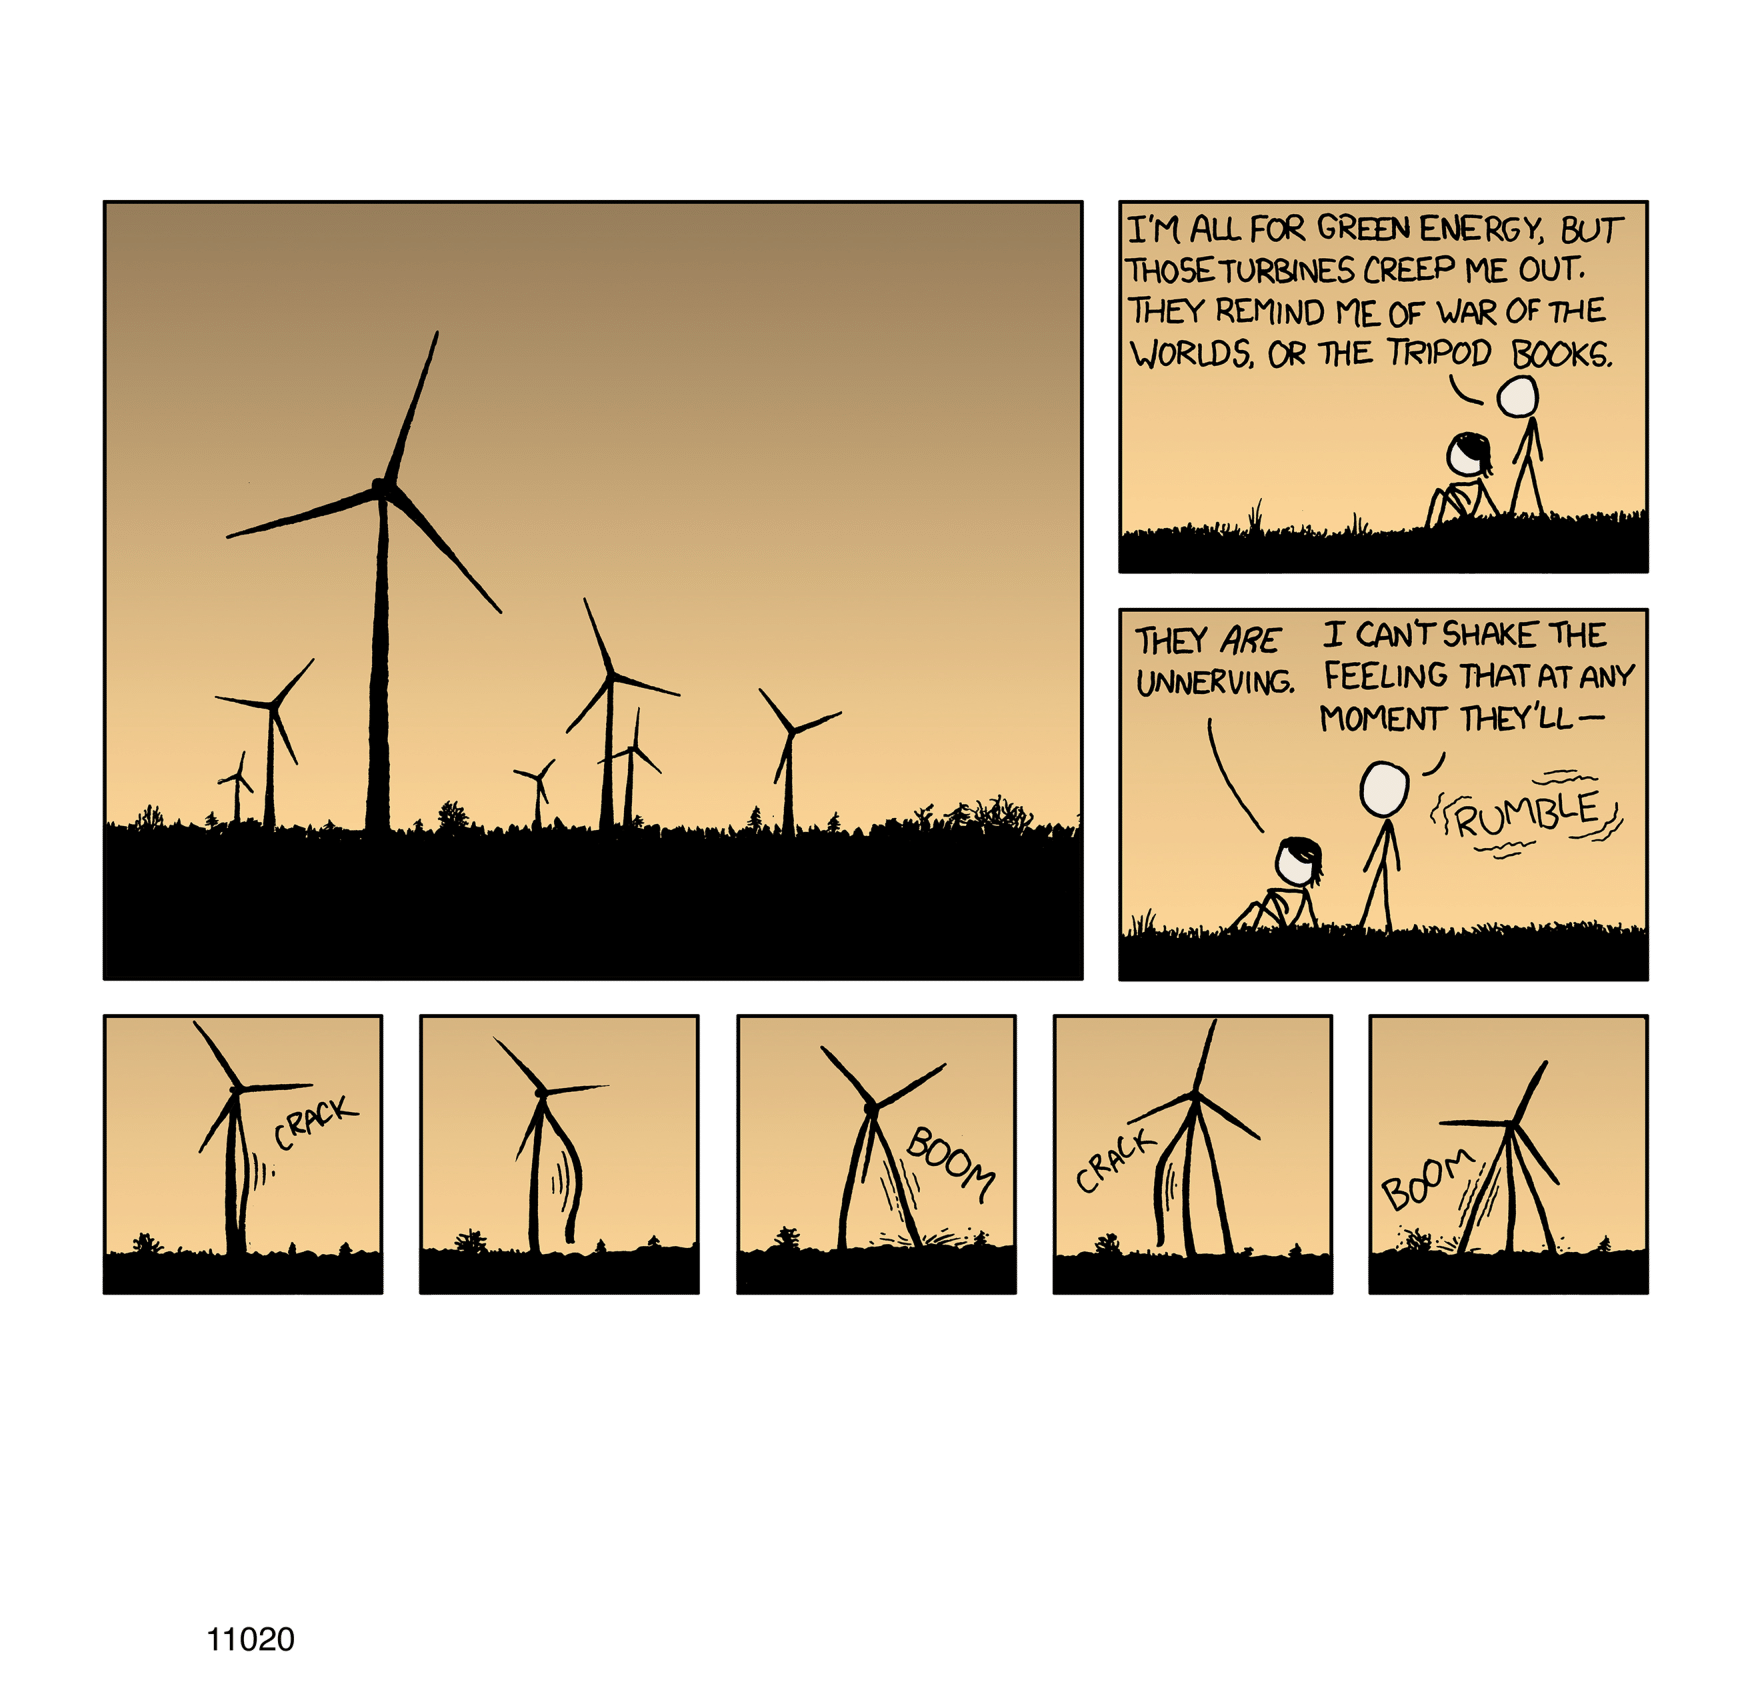 I'M ALL FOR GREEN ENERGY, BUT
THOSE TURBINES CREEP ME OUT.
THEY REMIND ME OF WAR OF THE
WORLDS, OR THE TRIPOD BOOKS.
THEY ARE
UNNERVING.
I CAN'T SHAKE THE
FEELING THAT AT ANY
MOMENT THEY'LL—
RUMBLE
CRACK
BOOM
CRACK
BOOM
11020